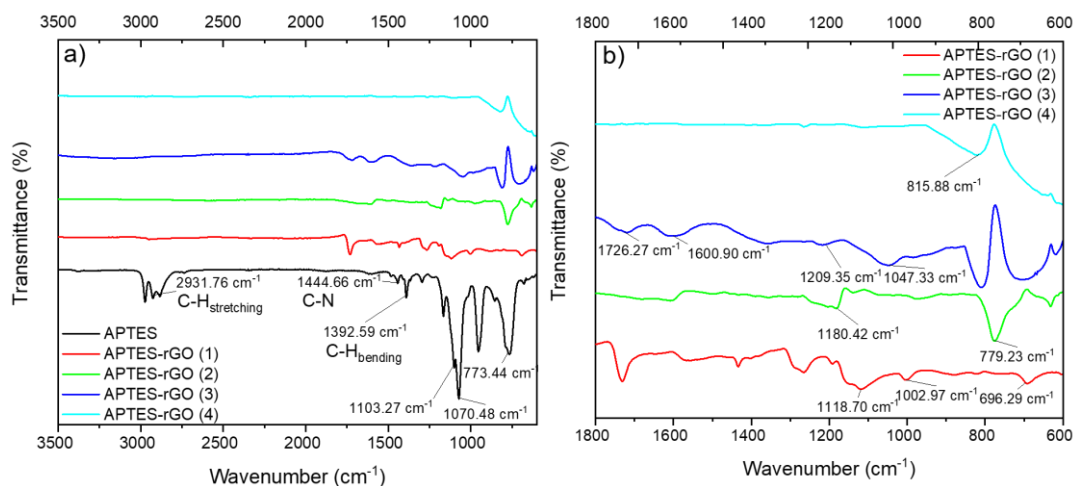 3500 3000 2500 2000 1500 1000
a)
Transmittance (%)
2931.76 cm⁻¹
C-Hstretching
1444.66 cm⁻¹
C-N
1392.59 cm⁻¹
C-Hbending
773.44 cm⁻¹
1103.27 cm⁻¹
1070.48 cm⁻¹
APTES
APTES-rGO (1)
APTES-rGO (2)
APTES-rGO (3)
APTES-rGO (4)
3500 3000 2500 2000 1500 1000
Wavenumber (cm⁻¹)
1800 1600 1400 1200 1000 800 600
b)
APTES-rGO (1)
APTES-rGO (2)
APTES-rGO (3)
APTES-rGO (4)
Transmittance (%)
815.88 cm⁻¹
1726.27 cm⁻¹
1600.90 cm⁻¹
1209.35 cm⁻¹
1047.33 cm⁻¹
1180.42 cm⁻¹
779.23 cm⁻¹
1118.70 cm⁻¹
1002.97 cm⁻¹
696.29 cm⁻¹
1800 1600 1400 1200 1000 800 600
Wavenumber (cm⁻¹)